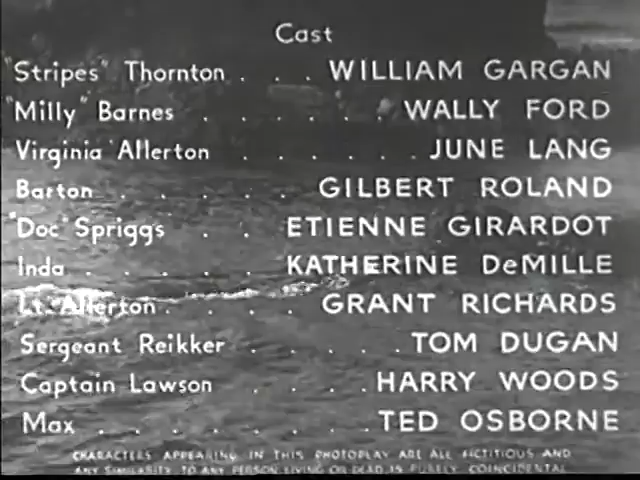 Cast
"Stripes" Thornton . . . WILLIAM GARGAN
"Milly" Barnes . . . . . . WALLY FORD
Virginia Allerton . . . . . . JUNE LANG
Barton . . . . . GILBERT ROLAND
"Doc" Spriggs . . ETIENNE GIRARDOT
Inda . . . . . KATHERINE DeMILLE
Lt. Allerton . . . . GRANT RICHARDS
Sergeant Reikker . . . . . TOM DUGAN
Captain Lawson . . . . HARRY WOODS
Max . . . . . . . . TED OSBORNE
CHARACTERS APPEARING IN THIS PHOTOPLAY ARE ALL FICTITIOUS AND
ANY SIMILARITY TO ANY PERSON LIVING OR DEAD IS PURELY COINCIDENTAL